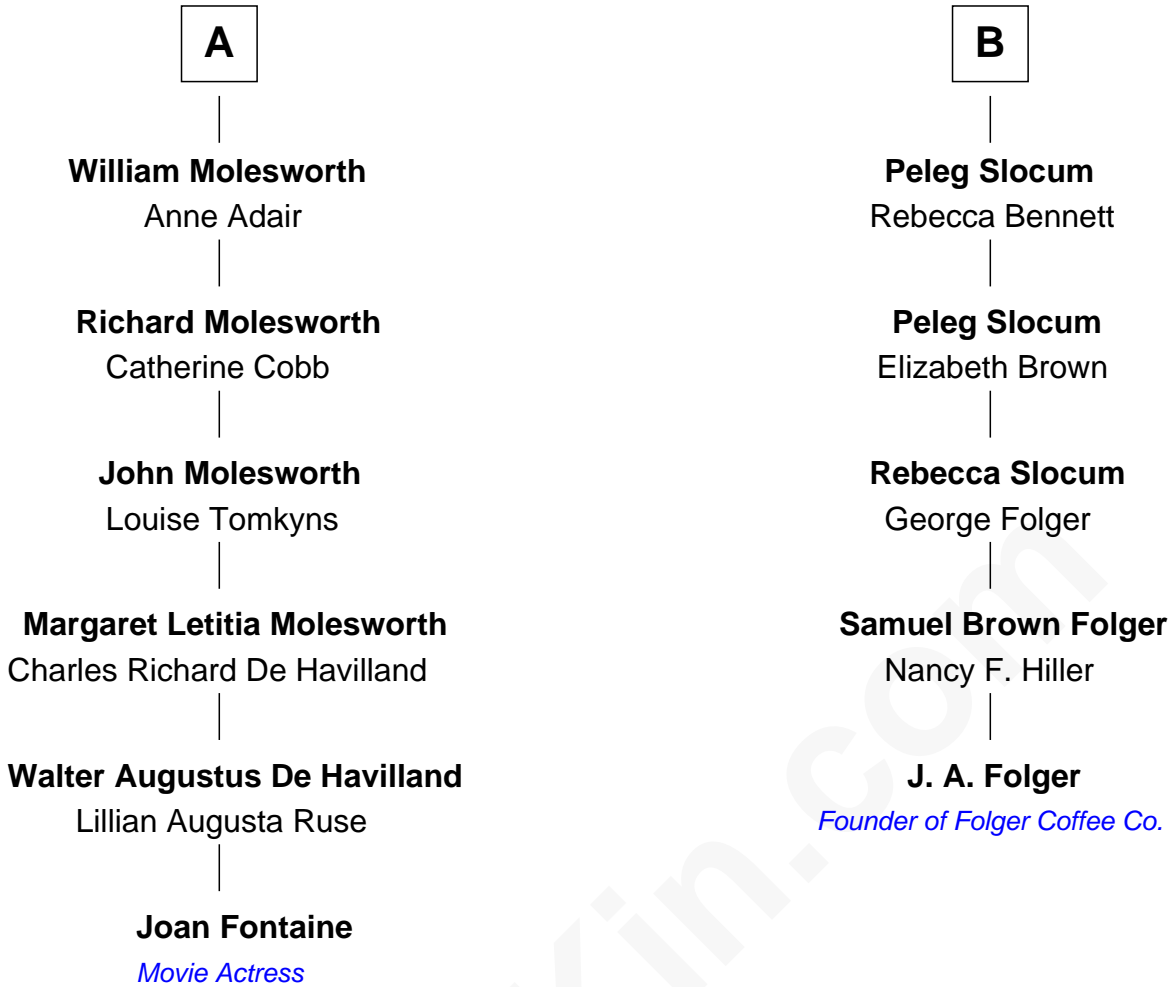 A
William Molesworth
Anne Adair
Richard Molesworth
Catherine Cobb
John Molesworth
Louise Tomkyns
Margaret Letitia Molesworth
Charles Richard De Havilland
Walter Augustus De Havilland
Lillian Augusta Ruse
Joan Fontaine
Movie Actress
B
Peleg Slocum
Rebecca Bennett
Peleg Slocum
Elizabeth Brown
Rebecca Slocum
George Folger
Samuel Brown Folger
Nancy F. Hiller
J. A. Folger
Founder of Folger Coffee Co.
Kin.com